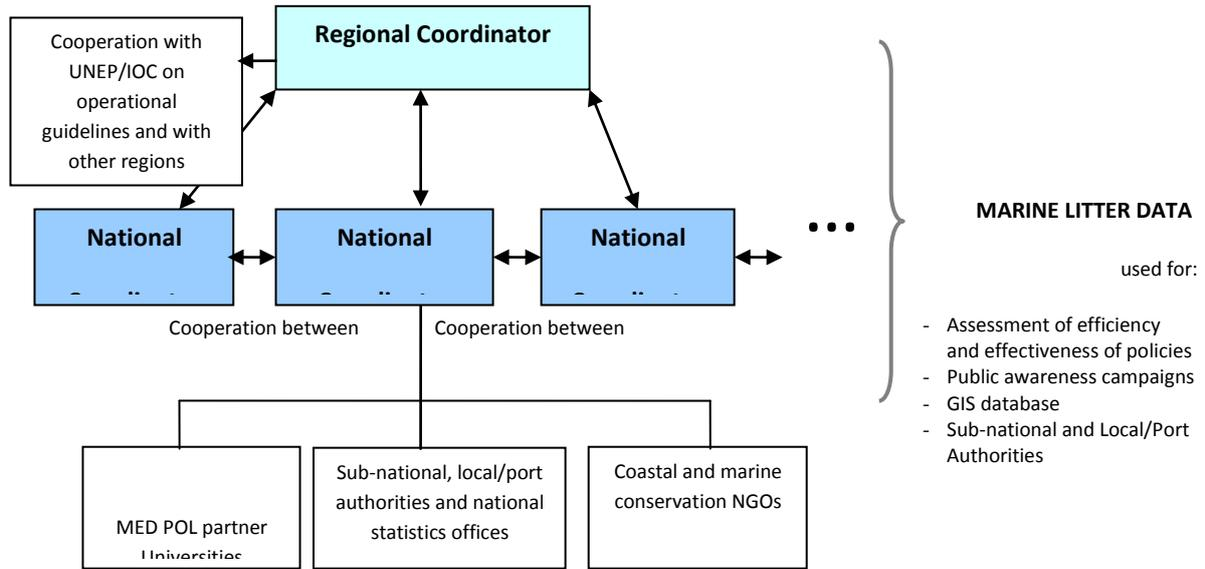 Cooperation with
UNEP/IOC on
operational
guidelines and with
other regions
Regional Coordinator
National
National
National
...
Cooperation between
Cooperation between
MED POL partner
Universities
Sub-national, local/port
authorities and national
statistics offices
Coastal and marine
conservation NGOs
MARINE LITTER DATA
used for:
- Assessment of efficiency
and effectiveness of policies
- Public awareness campaigns
- GIS database
- Sub-national and Local/Port
Authorities